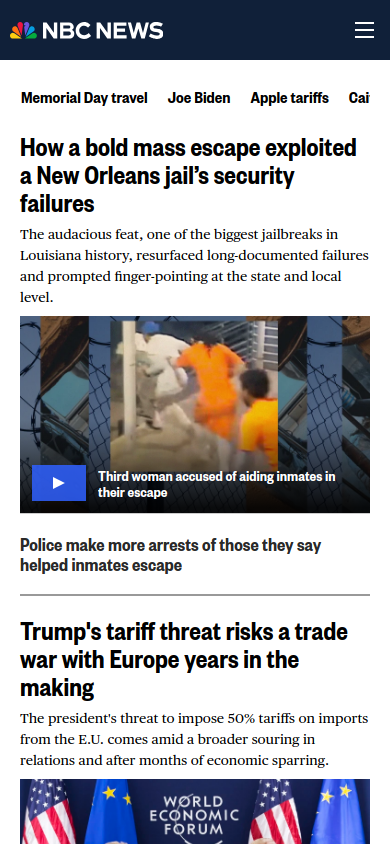 NBC NEWS
Memorial Day travel Joe Biden Apple tariffs Cai
How a bold mass escape exploited
a New Orleans jail’s security
failures
The audacious feat, one of the biggest jailbreaks in
Louisiana history, resurfaced long-documented failures
and prompted finger-pointing at the state and local
level.
Third woman accused of aiding inmates in
their escape
Police make more arrests of those they say
helped inmates escape
Trump's tariff threat risks a trade
war with Europe years in the
making
The president's threat to impose 50% tariffs on imports
from the E.U. comes amid a broader souring in
relations and after months of economic sparring.
WORLD
ECONOMIC
FORUM